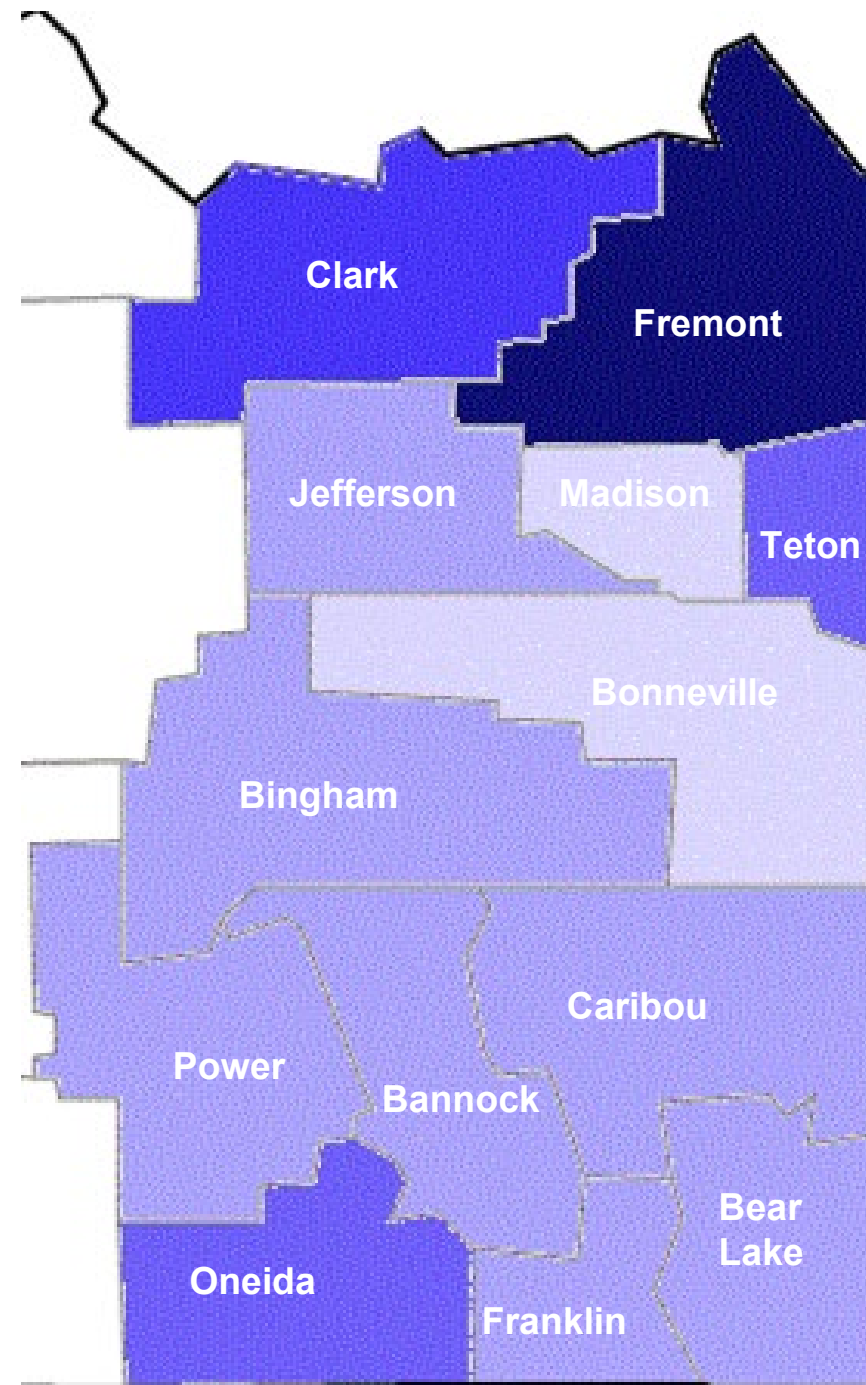 Clark
Fremont
Jefferson
Madison
Teton
Bonneville
Bingham
Caribou
Power
Bannock
Bear
Lake
Oneida
Franklin